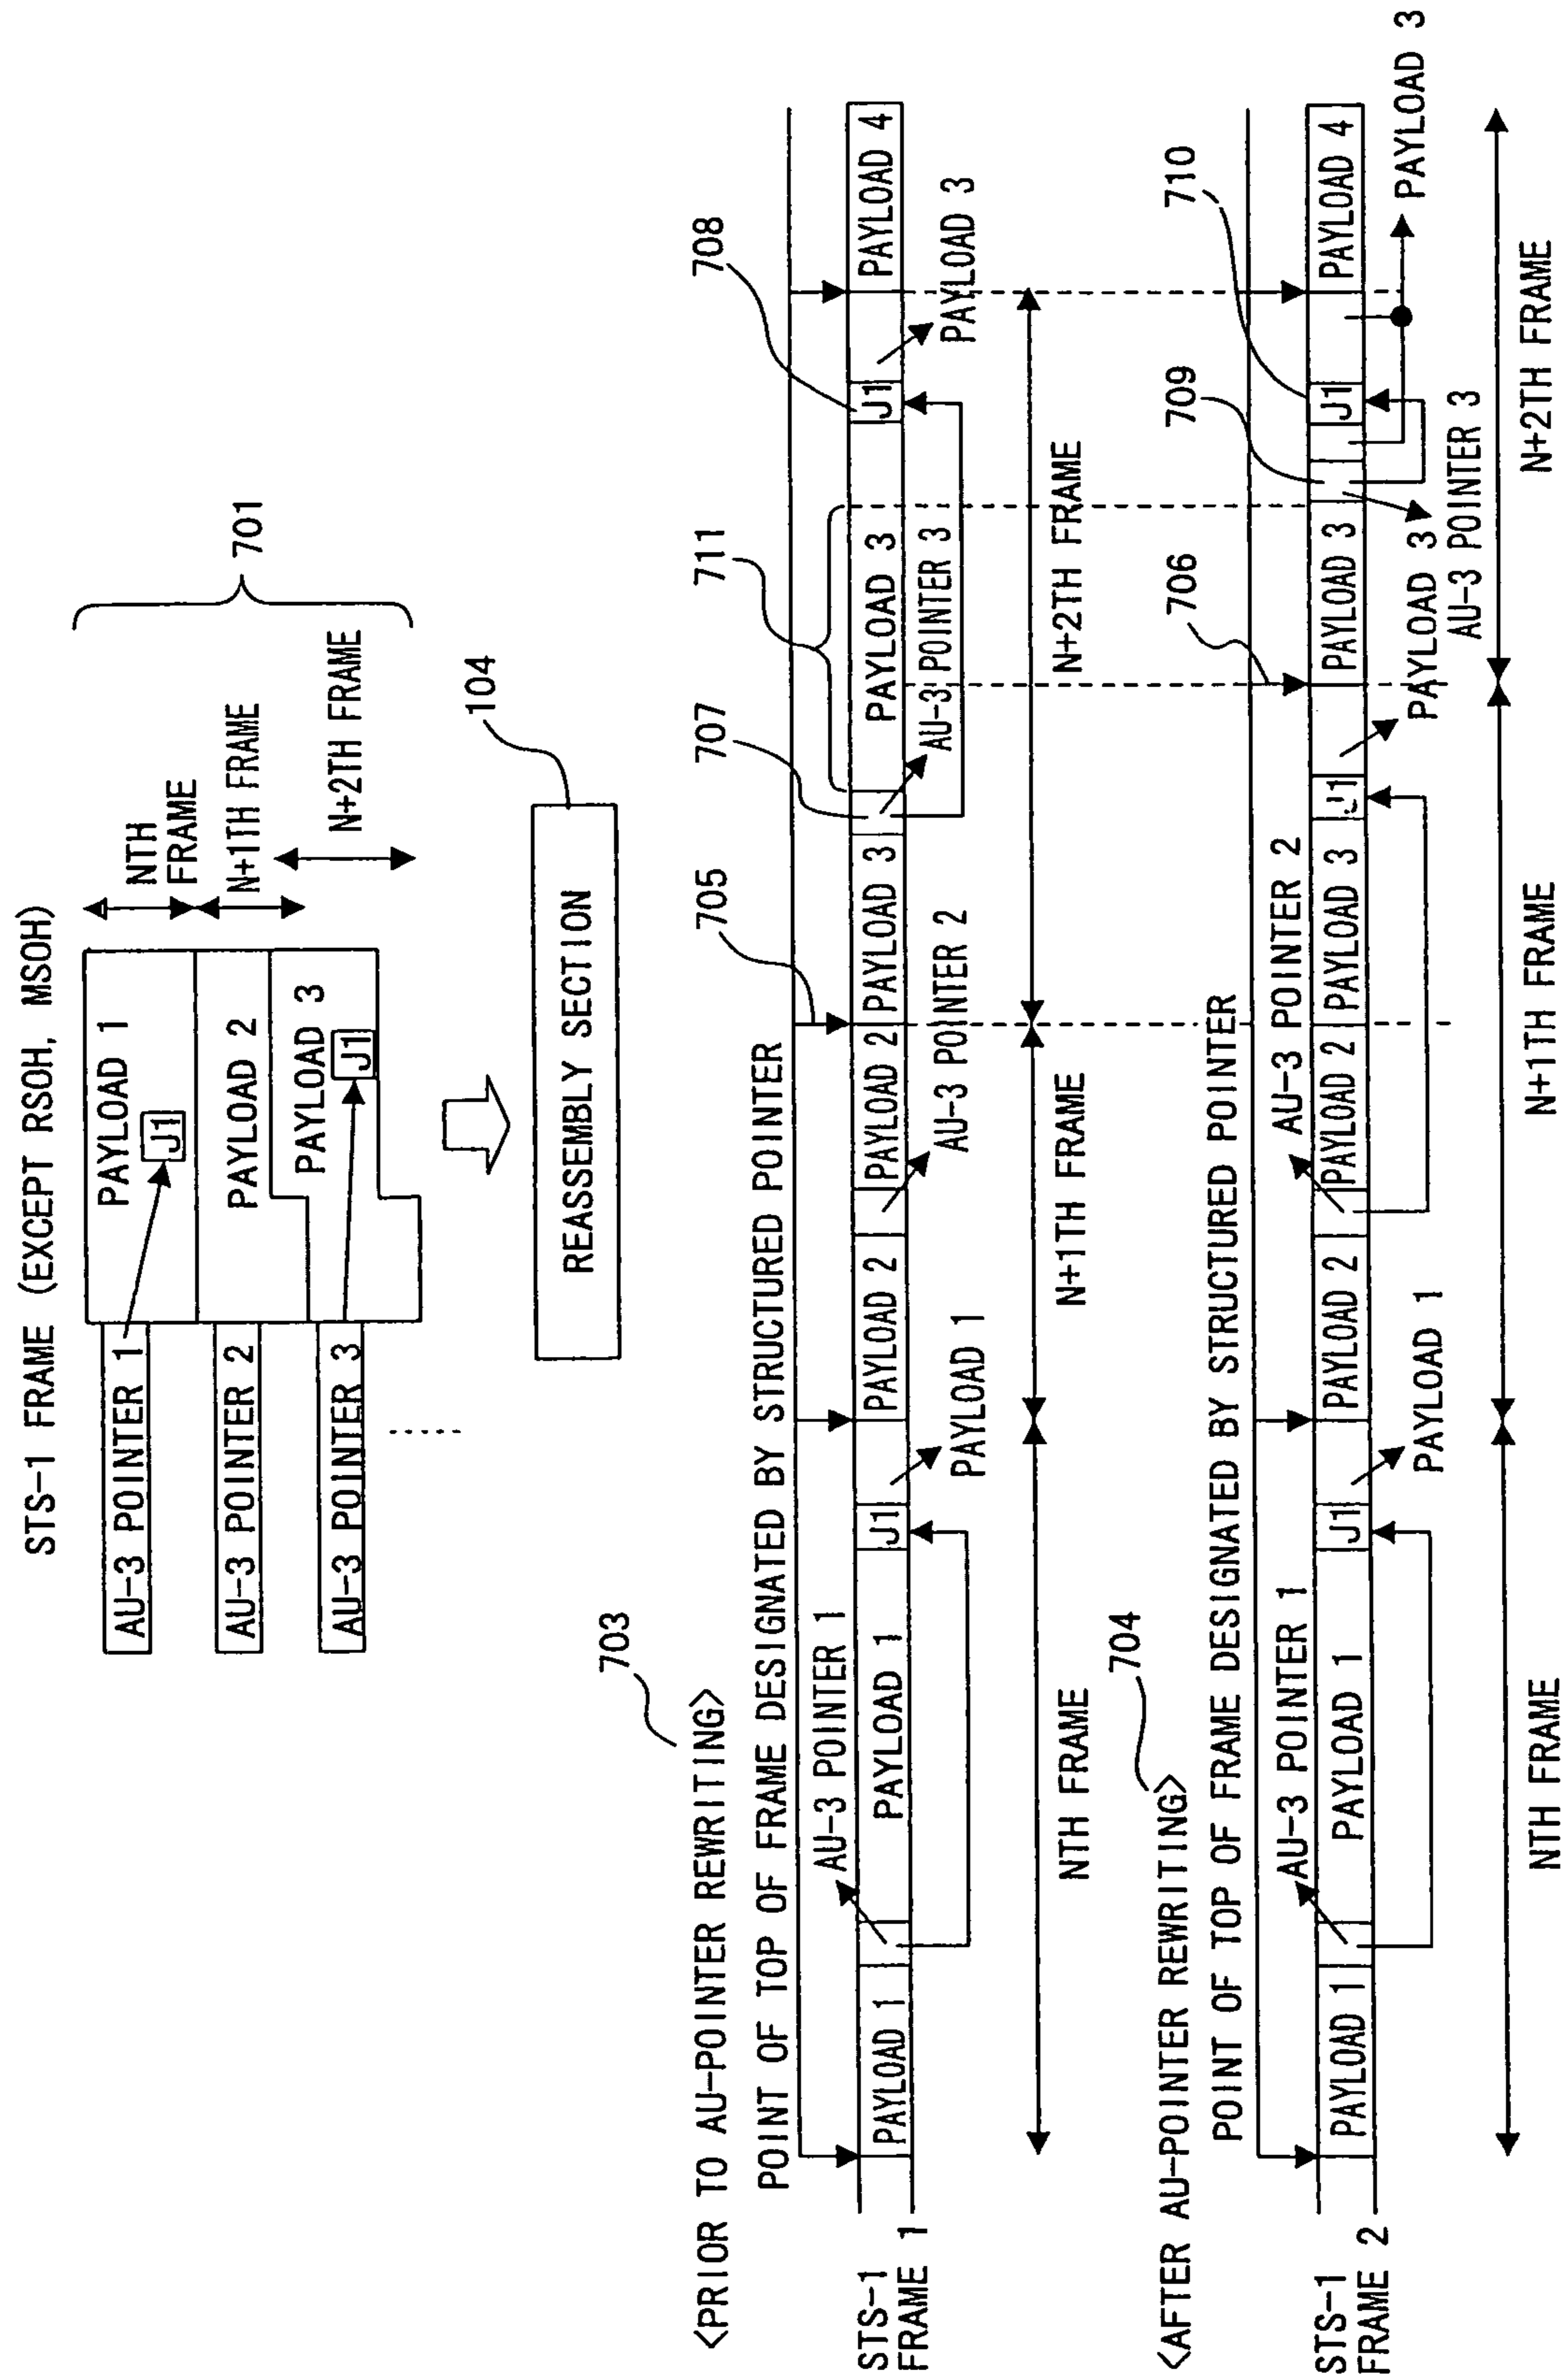 STS-1 FRAME (EXCEPT RSOH, MSOH)
AU-3 POINTER 1
AU-3 POINTER 2
AU-3 POINTER 3
PAYLOAD 1
J1
PAYLOAD 2
PAYLOAD 3
J1
NTH
FRAME
N+1TH FRAME
N+2TH FRAME
701
REASSEMBLY SECTION
104
<PRIOR TO AU-POINTER REWRITING>
703
POINT OF TOP OF FRAME DESIGNATED BY STRUCTURED POINTER
705
707
711
708
AU-3 POINTER 1
STS-1
FRAME 1
PAYLOAD 1
PAYLOAD 1
J1
PAYLOAD 2
PAYLOAD 2
PAYLOAD 3
PAYLOAD 3
J1
PAYLOAD 4
PAYLOAD 1
AU-3 POINTER 2
AU-3 POINTER 3
PAYLOAD 3
NTH FRAME
N+1TH FRAME
N+2TH FRAME
<AFTER AU-POINTER REWRITING>
704
POINT OF TOP OF FRAME DESIGNATED BY STRUCTURED POINTER
706
709
710
AU-3 POINTER 1
AU-3 POINTER 2
STS-1
FRAME 2
PAYLOAD 1
PAYLOAD 1
J1
PAYLOAD 2
PAYLOAD 2
PAYLOAD 3
J1
PAYLOAD 3
J1
PAYLOAD 4
PAYLOAD 1
PAYLOAD 3
AU-3 POINTER 3
PAYLOAD 3
NTH FRAME
N+1TH FRAME
N+2TH FRAME